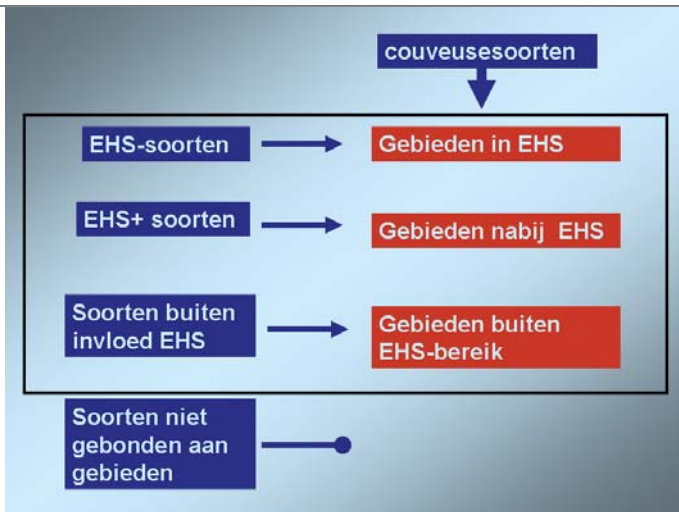 couveusesoorten
EHS-soorten
Gebieden in EHS
EHS+ soorten
Gebieden nabij EHS
Soorten buiten
invloed EHS
Gebieden buiten
EHS-bereik
Soorten niet
gebonden aan
gebieden